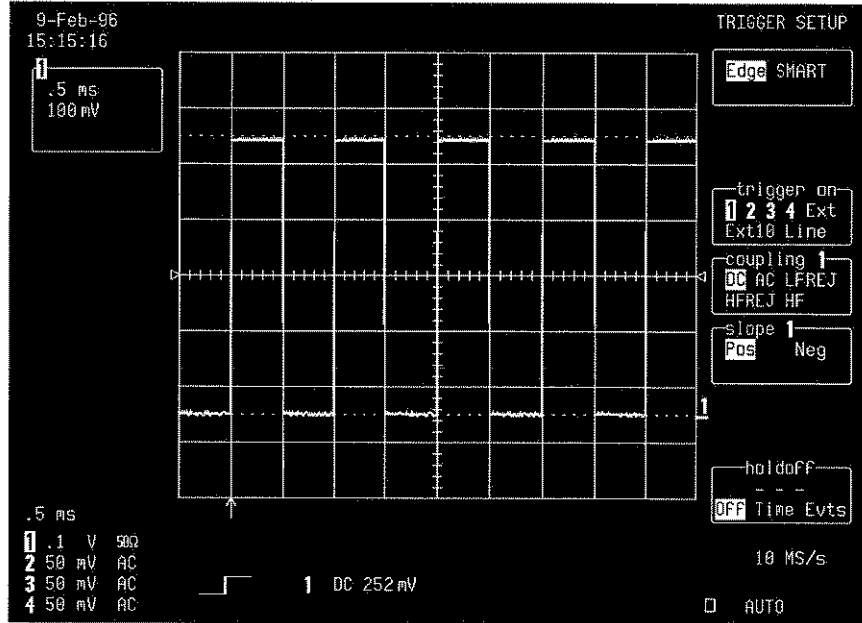 9-Feb-96
15:15:16
TRIGGER SETUP
1
.5 ms
100 mV
Edge SMART
trigger on
1 2 3 4 Ext
Ext10 Line
coupling 1
DC AC LFREJ
HFREJ HF
slope 1
Pos Neg
1
holdoff
- - -
OFF Time Evts
.5 ms
1 .1 V 50Ω
2 50 mV AC
3 50 mV AC
4 50 mV AC
1 DC 252 mV
10 MS/s
AUTO